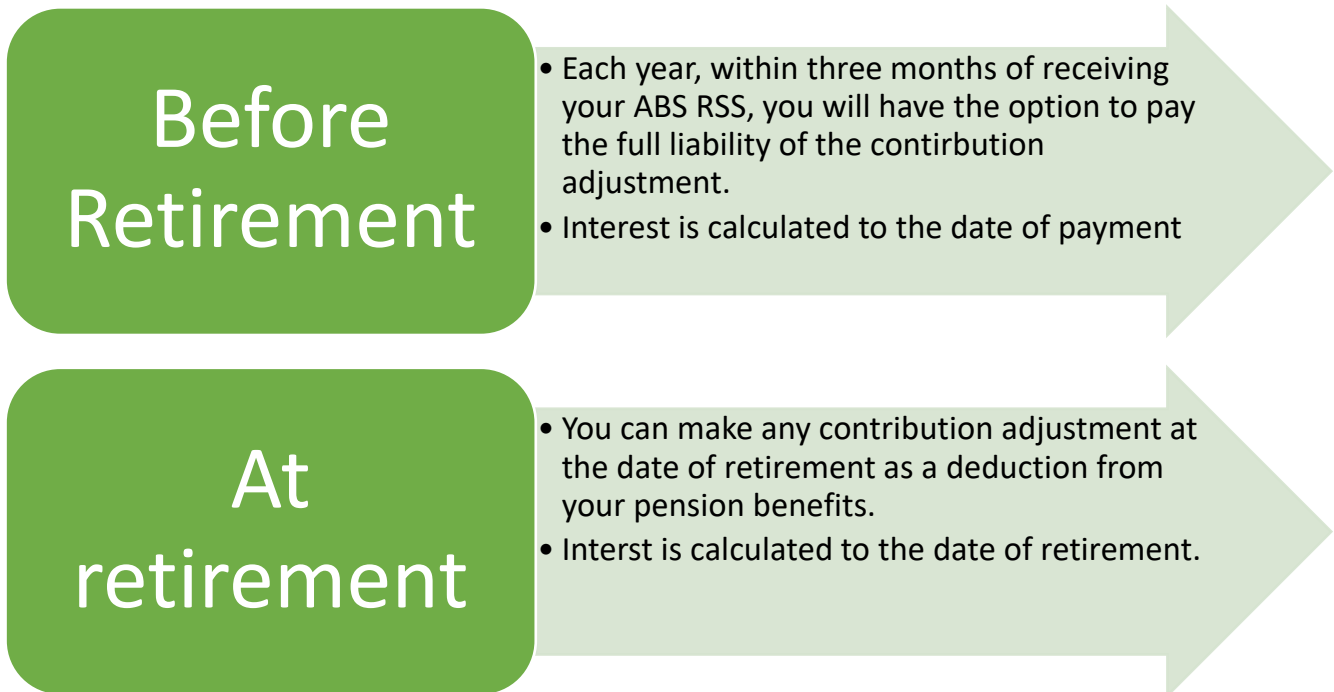 Before
Retirement
• Each year, within three months of receiving
your ABS RSS, you will have the option to pay
the full liability of the contirbution
adjustment.
• Interest is calculated to the date of payment
At
retirement
• You can make any contribution adjustment at
the date of retirement as a deduction from
your pension benefits.
• Interst is calculated to the date of retirement.